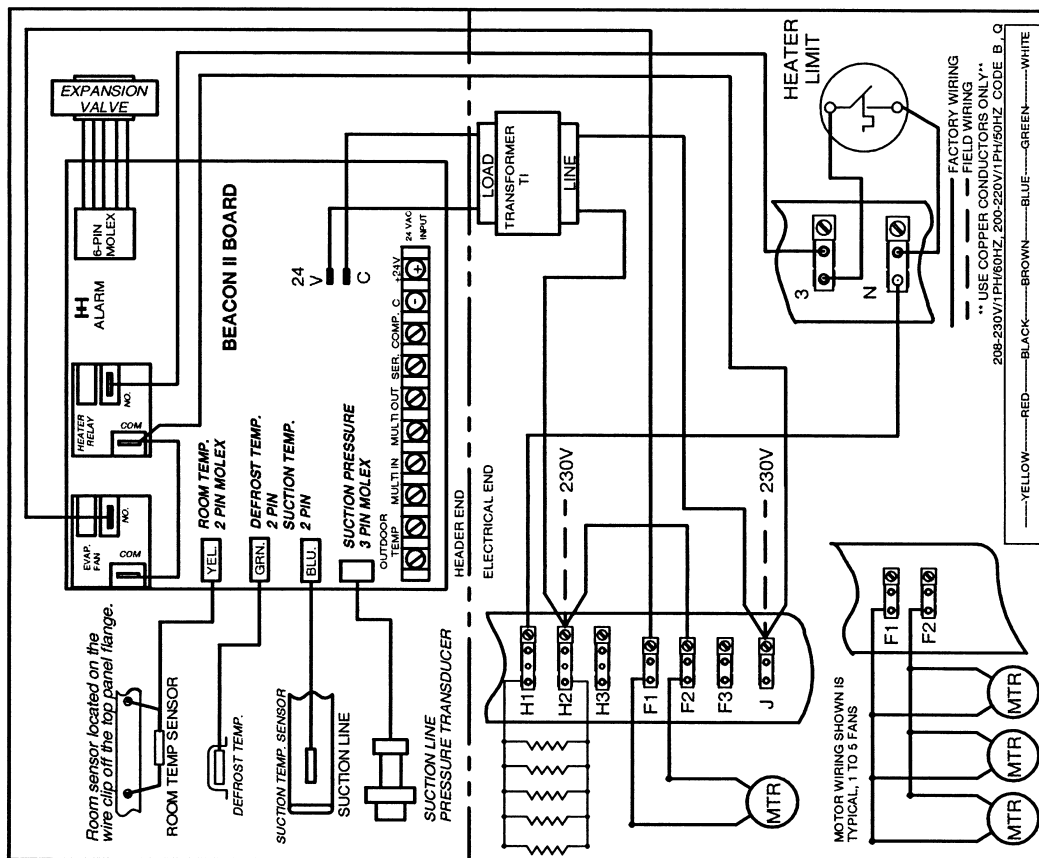 EXPANSION
VALVE
6-PIN
MOLEX
ALARM
BEACON II BOARD
HEATER
RELAY
NO.
COM
EVAP.
FAN
NO.
COM
24
V
C
24 VAC
INPUT
+24V
C
COMP.
SER.
MULTI OUT
MULTI IN
OUTDOOR
TEMP
YEL.
ROOM TEMP.
2 PIN MOLEX
GRN.
DEFROST TEMP.
2 PIN
BLU.
SUCTION TEMP.
2 PIN
SUCTION PRESSURE
3 PIN MOLEX
Room sensor located on the
wire clip off the top panel flange.
ROOM TEMP SENSOR
DEFROST TEMP.
SUCTION TEMP. SENSOR
SUCTION LINE
SUCTION LINE
PRESSURE TRANSDUCER
HEADER END
ELECTRICAL END
LOAD
TRANSFORMER
TI
LINE
HEATER
LIMIT
3
N
230V
230V
H1
H2
H3
F1
F2
F3
J
MTR
FACTORY WIRING
FIELD WIRING
** USE COPPER CONDUCTORS ONLY**
208-230V/1PH/60HZ, 200-220V/1PH/50HZ CODE B , Q
YELLOW RED BLACK BROWN BLUE GREEN WHITE
MOTOR WIRING SHOWN IS
TYPICAL, 1 TO 5 FANS
F1
F2
MTR
MTR
MTR